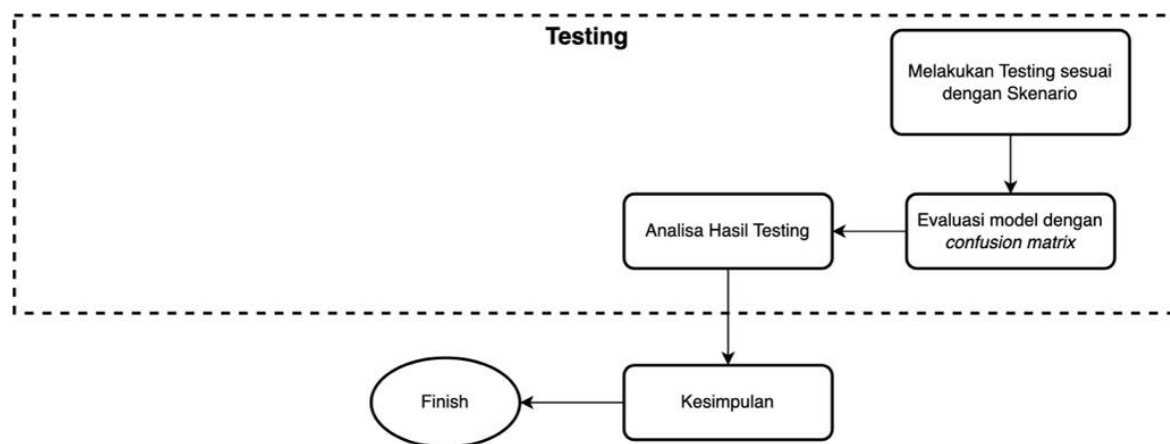 Testing
Melakukan Testing sesuai
dengan Skenario
Evaluasi model dengan
confusion matrix
Analisa Hasil Testing
Kesimpulan
Finish